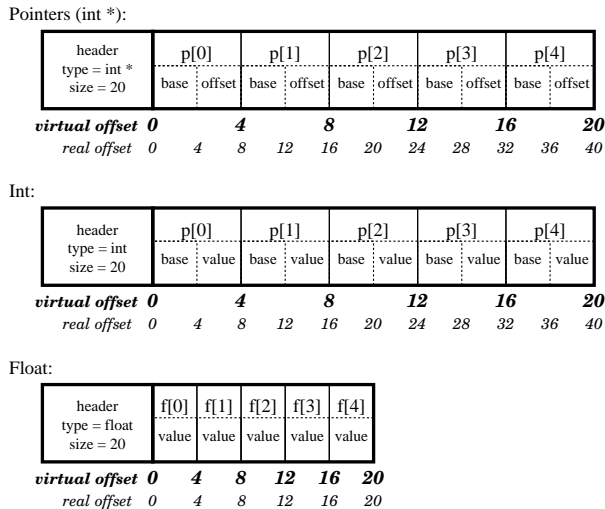 Pointers (int *):
header p[0] p[1] p[2] p[3] p[4]
type = int *
size = 20 base offset base offset base offset base offset base offset
virtual offset 0 4 8 12 16 20
real offset 0 4 8 12 16 20 24 28 32 36 40
Int:
header p[0] p[1] p[2] p[3] p[4]
type = int
size = 20 base value base value base value base value base value
virtual offset 0 4 8 12 16 20
real offset 0 4 8 12 16 20 24 28 32 36 40
Float:
header f[0] f[1] f[2] f[3] f[4]
type = float
size = 20 value value value value value
virtual offset 0 4 8 12 16 20
real offset 0 4 8 12 16 20